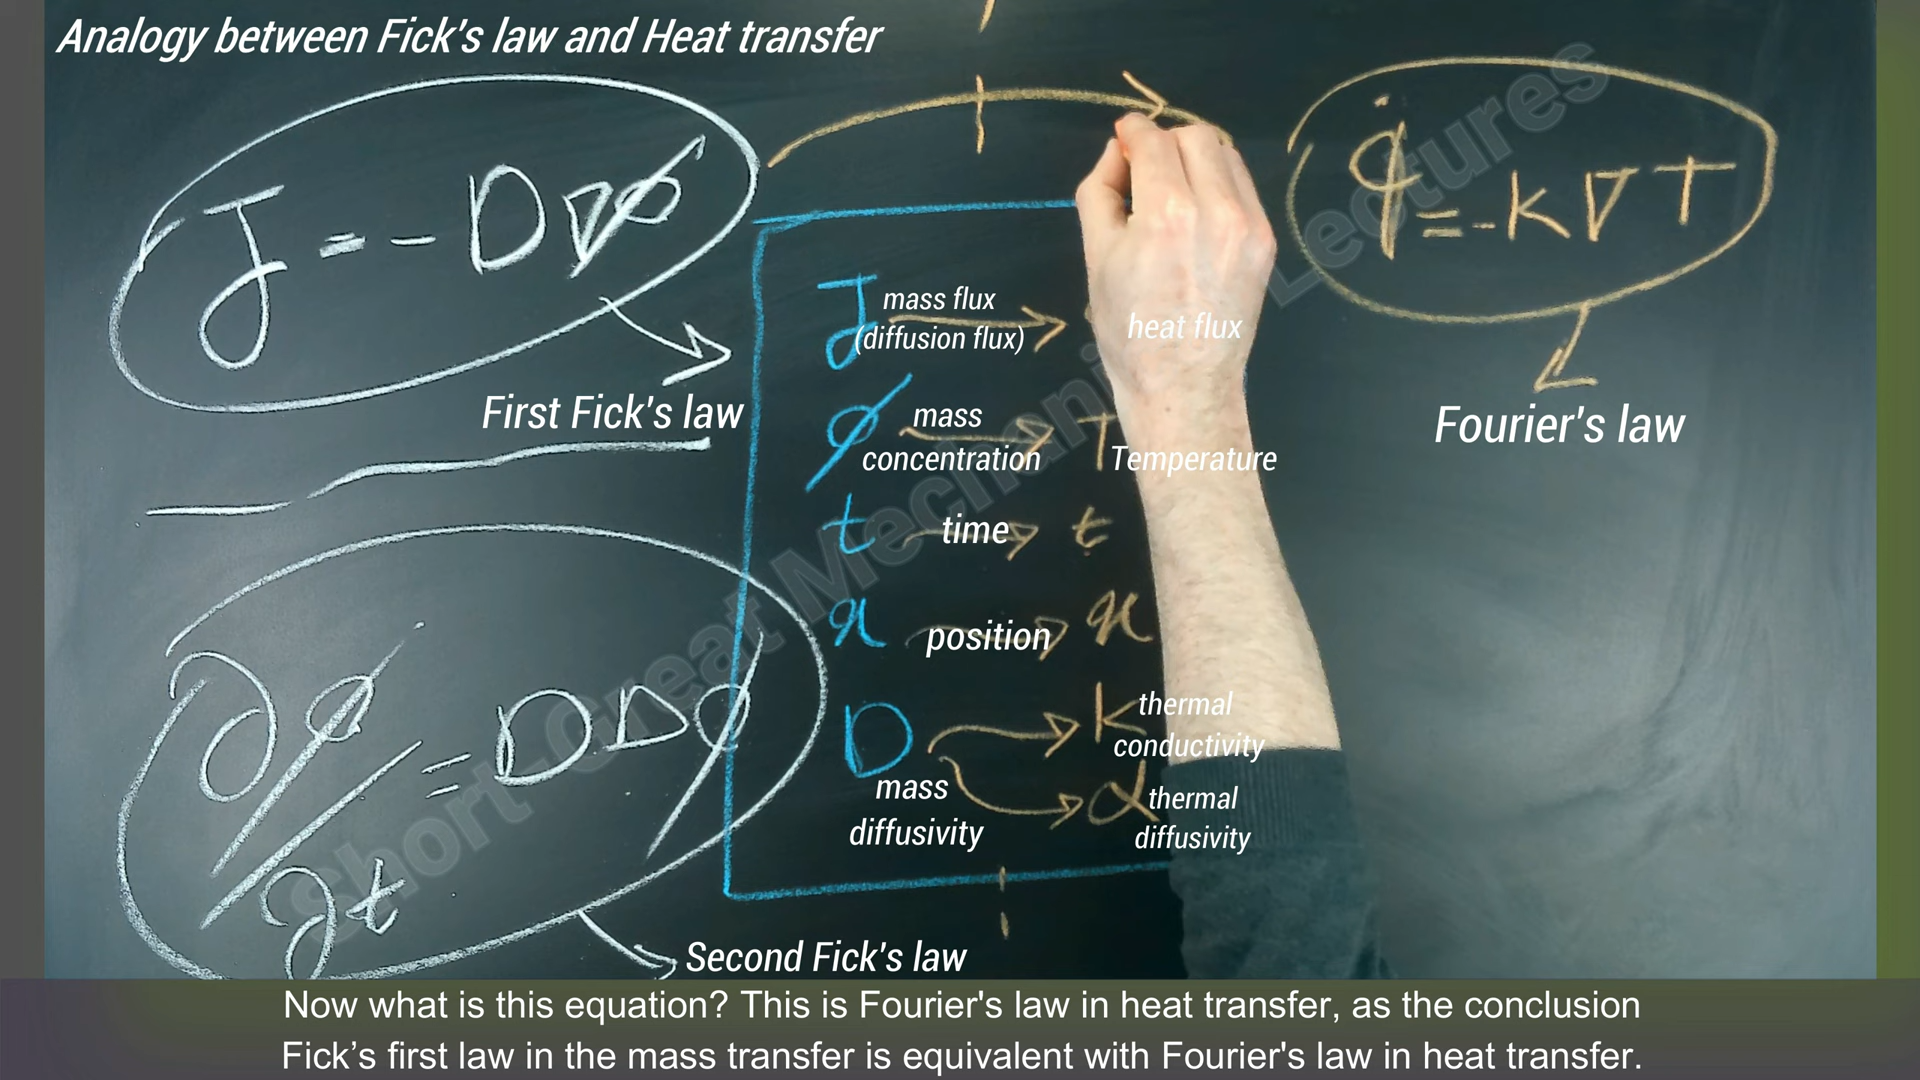 Analogy between Fick's law and Heat transfer
J = - D ∇ φ
q̇ = - K ∇ T
J mass flux
(diffusion flux)
heat flux
First Fick's law
φ mass
concentration
T Temperature
Fourier's law
t time t
x position x
∂φ/∂t = D Δ φ
D K thermal
conductivity
mass
diffusivity
α thermal
diffusivity
Second Fick's law
Short-Great Mechanic Lectures
Now what is this equation? This is Fourier's law in heat transfer, as the conclusion
Fick’s first law in the mass transfer is equivalent with Fourier's law in heat transfer.